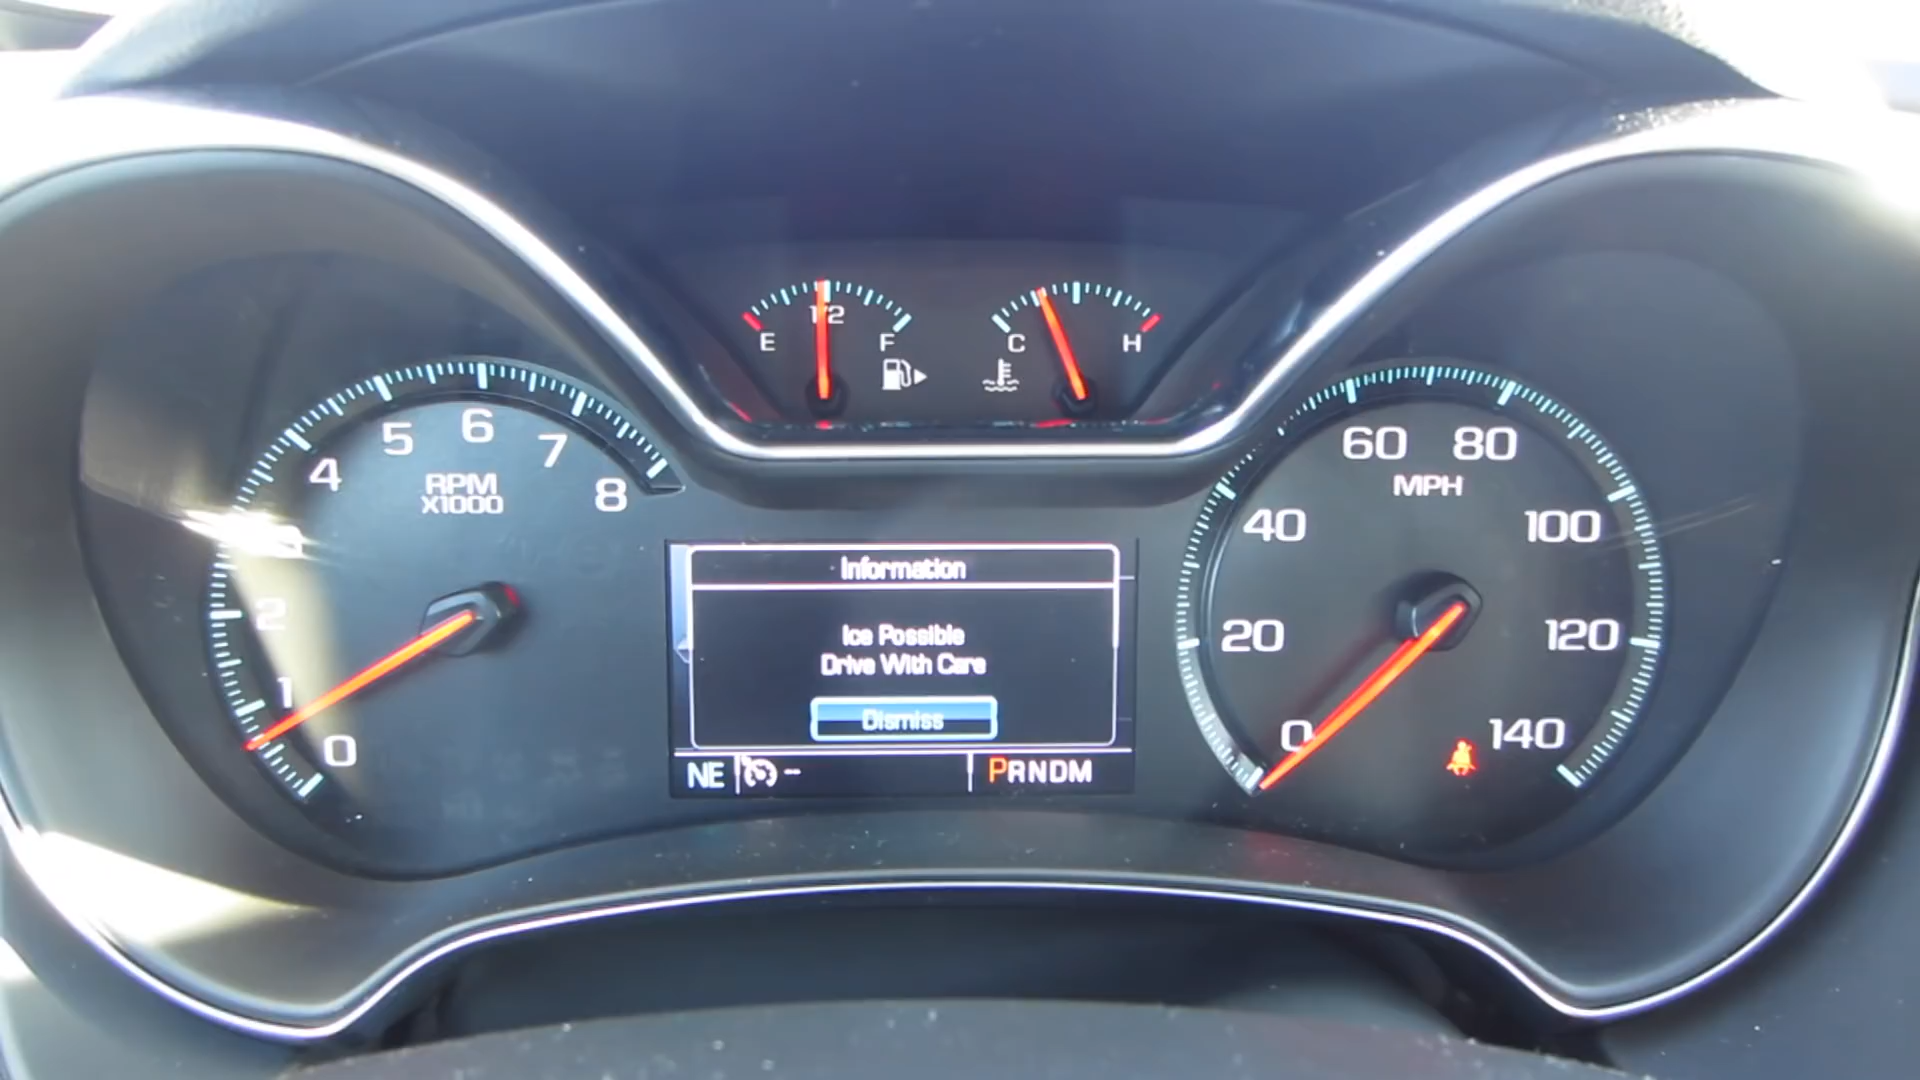 1/2
E F
C H
4 5 6 7 8
RPM
X1000
2
1
0
Information
Ice Possible
Drive With Care
Dismiss
NE -- PRNDM
60 80
MPH
40 100
20 120
0 140